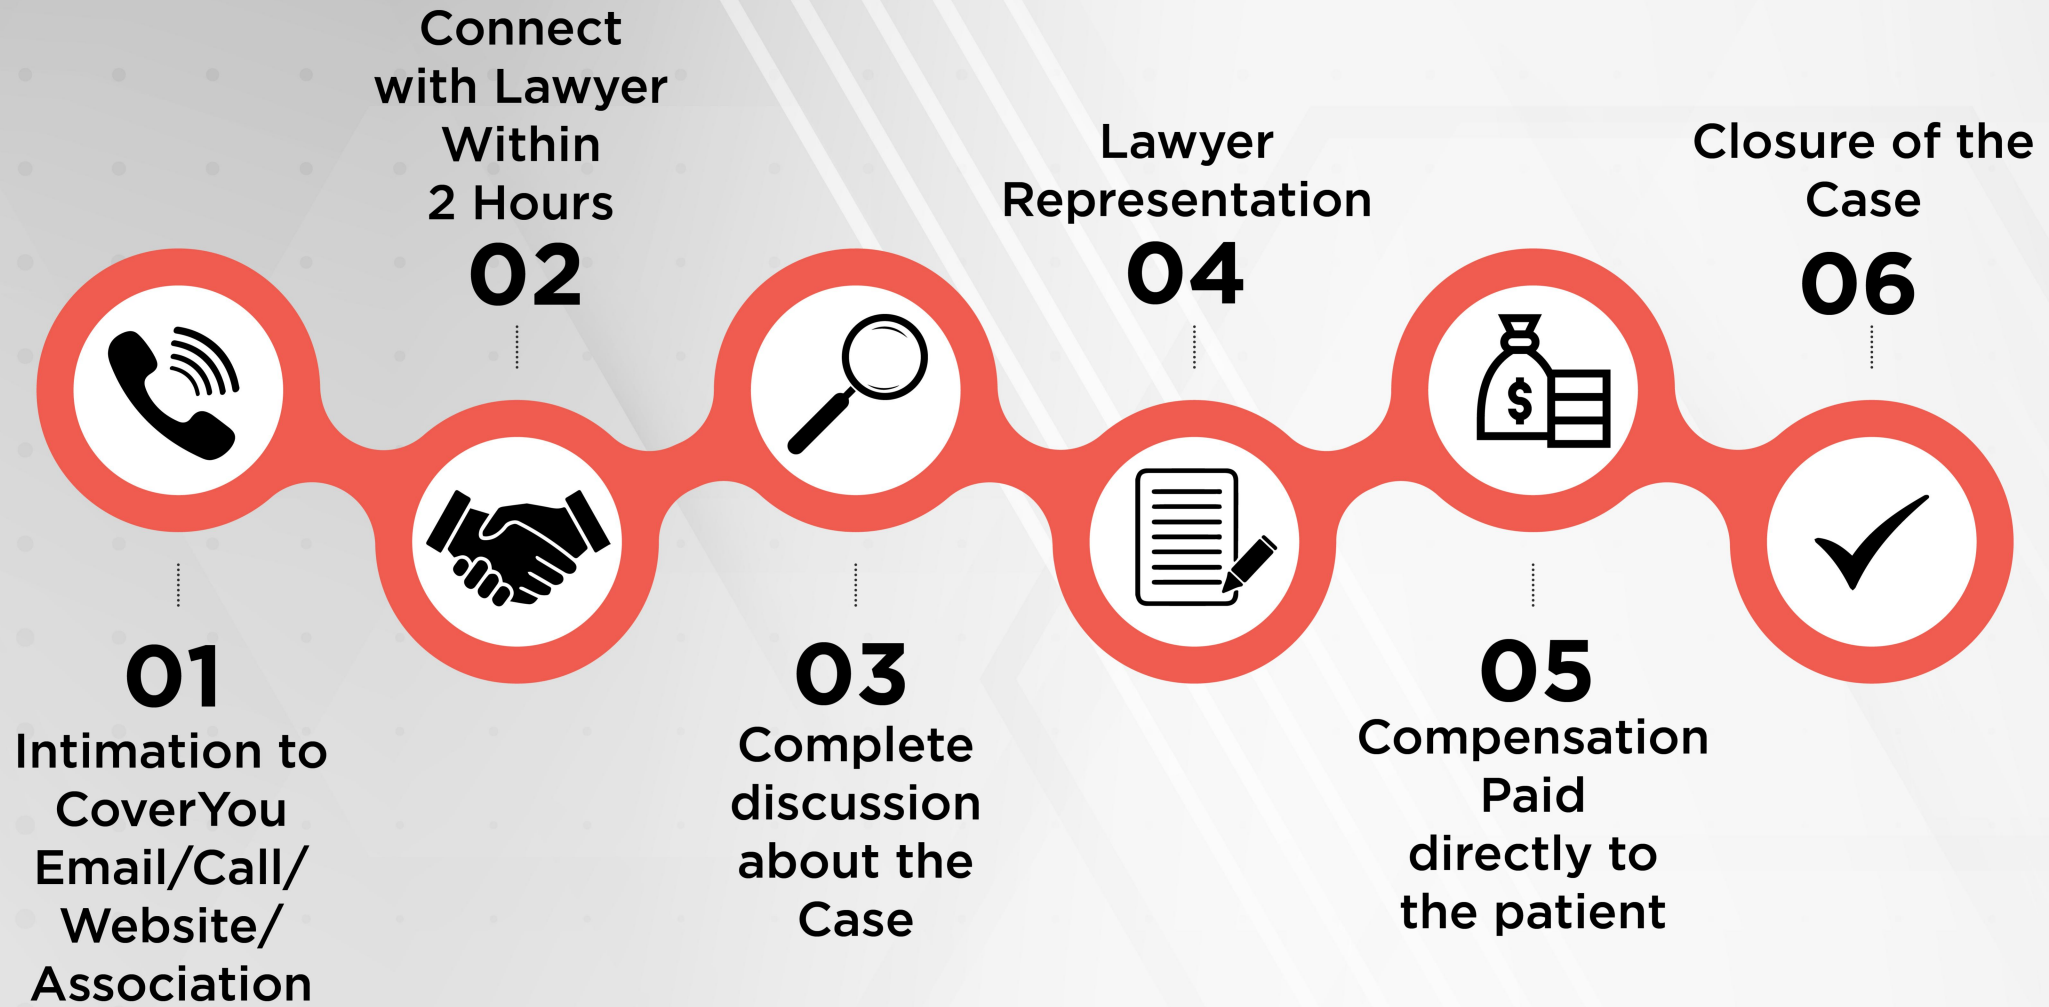 01
Intimation to
CoverYou
Email/Call/
Website/
Association
Connect
with Lawyer
Within
2 Hours
02
03
Complete
discussion
about the
Case
Lawyer
Representation
04
$
05
Compensation
Paid
directly to
the patient
Closure of the
Case
06